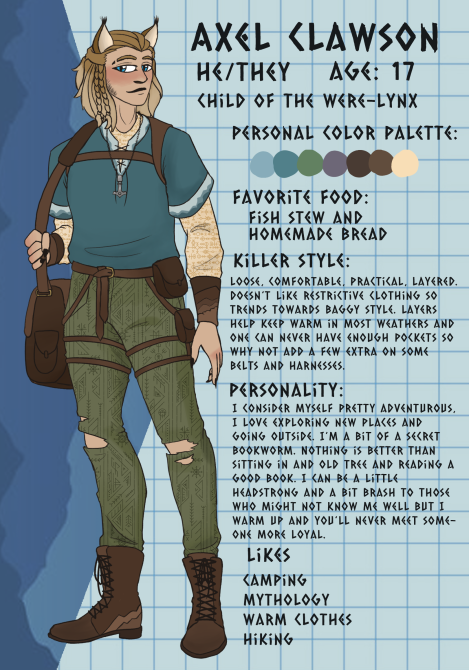 AXEL CLAWSON
HE/THEY AGE: 17
CHILD OF THE WERE-LYNX
PERSONAL COLOR PALETTE:
FAVORITE FOOD:
FISH STEW AND
HOMEMADE BREAD
KILLER STYLE:
LOOSE, COMFORTABLE, PRACTICAL, LAYERED.
DOESN'T LIKE RESTRICTIVE CLOTHING SO
TRENDS TOWARDS BAGGY STYLE. LAYERS
HELP KEEP WARM IN MOST WEATHERS AND
ONE CAN NEVER HAVE ENOUGH POCKETS SO
WHY NOT ADD A FEW EXTRA ON SOME
BELTS AND HARNESSES.
PERSONALITY:
I CONSIDER MYSELF PRETTY ADVENTUROUS.
I LOVE EXPLORING NEW PLACES AND
GOING OUTSIDE. I'M A BIT OF A SECRET
BOOKWORM. NOTHING IS BETTER THAN
SITTING IN AND OLD TREE AND READING A
GOOD BOOK. I CAN BE A LITTLE
HEADSTRONG AND A BIT BRASH TO THOSE
WHO MIGHT NOT KNOW ME WELL BUT I
WARM UP AND YOU'LL NEVER MEET SOME-
ONE MORE LOYAL.
LIKES
CAMPING
MYTHOLOGY
WARM CLOTHES
HIKING